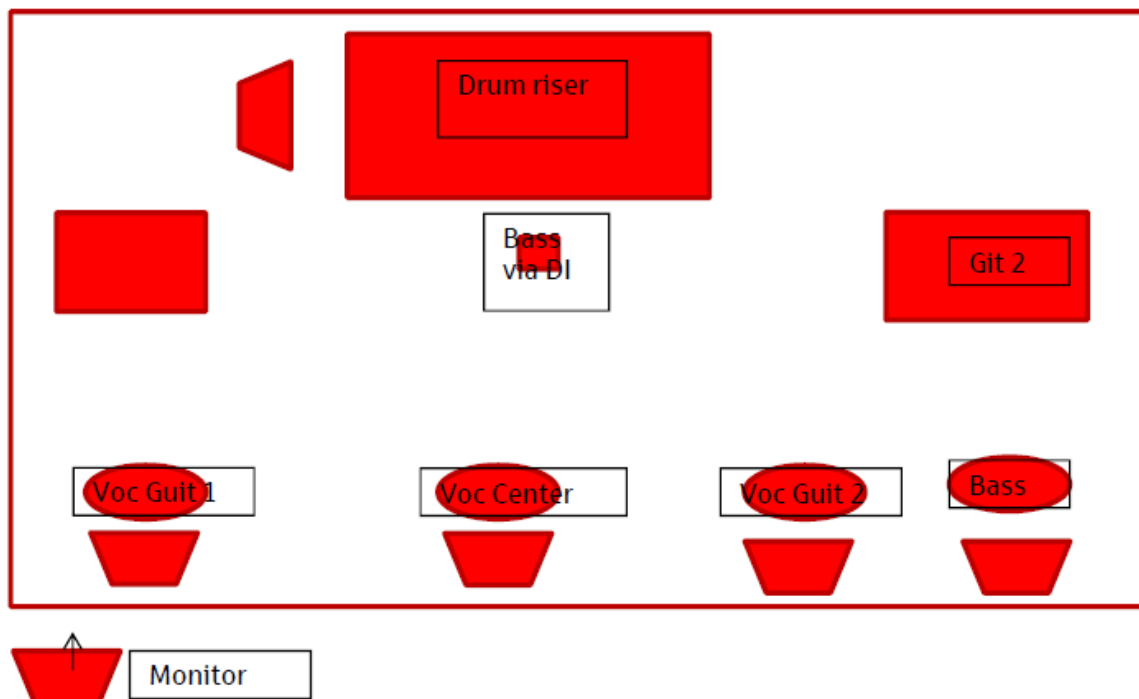 Drum riser
Bass
via DI
Git 2
Voc Guit 1
Voc Center
Voc Guit 2
Bass
Monitor